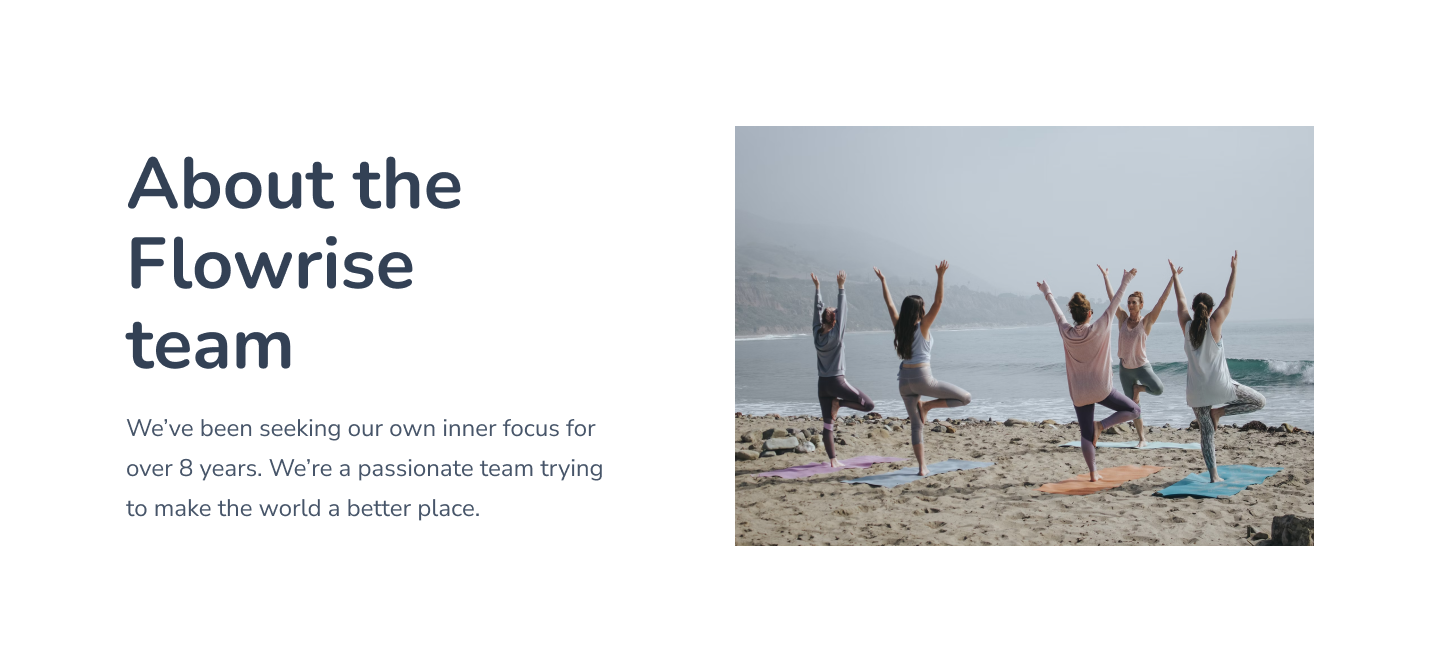 About the
Flowrise
team
We’ve been seeking our own inner focus for
over 8 years. We’re a passionate team trying
to make the world a better place.